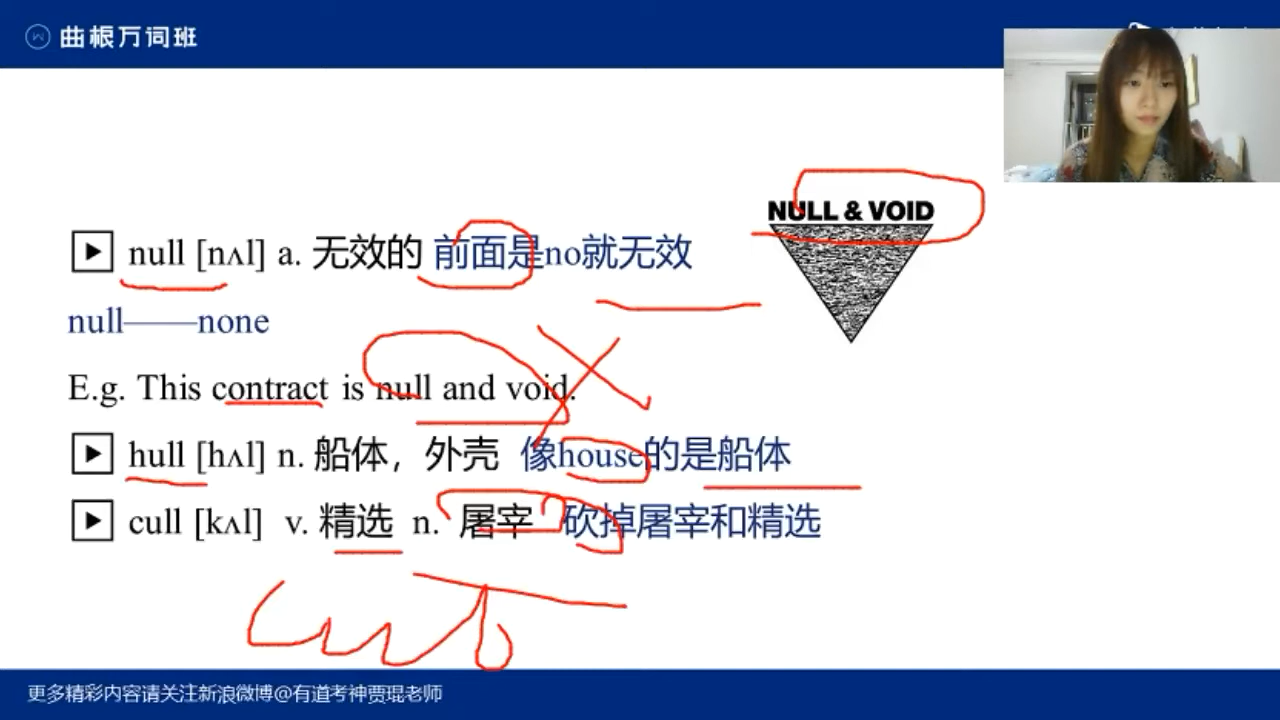 曲根万词班
NULL & VOID
null [nʌl] a. 无效的 前面是no就无效
null——none
E.g. This contract is null and void.
hull [hʌl] n. 船体，外壳 像house的是船体
cull [kʌl] v. 精选 n. 屠宰 砍掉屠宰和精选
cut
更多精彩内容请关注新浪微博@有道考神贾琨老师